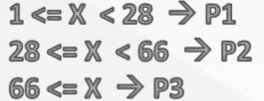 1 <= X < 28 → P1
28 <= X < 66 → P2
66 <= X → P3